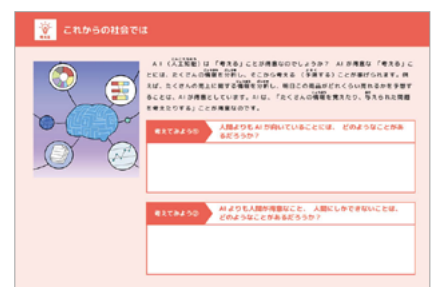 これからの社会では
AI(人工知能)は「考える」ことが得意なのでしょうか? AIが得意な「考えるこ
とには、たくさんの情報を分析し、そこから考える(予測する)ことが挙げられます。例
えば、たくさんの売上に関する情報を分析し、明日この商品がどれくらい売れるかを予想す
ることは、AIが得意としています。AIは、「たくさんの情報を覚えたり、与えられた問題
を考えたりする」ことが得意なのです。
考えてみよう①
人間よりもAIが向いていることには、どのようなことがあ
るだろうか?
考えてみよう②
AIよりも人間が得意なこと、人間にしかできないことは、
どのようなことがあるだろうか?